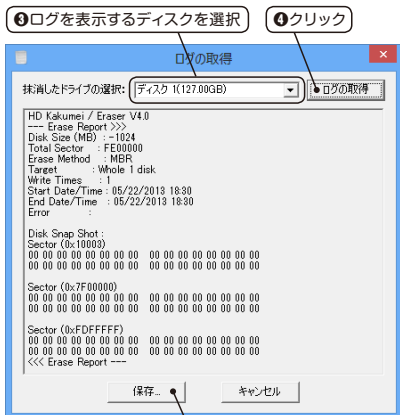 ❸ログを表示するディスクを選択
❹クリック
ログの取得
抹消したドライブの選択:
ディスク 1(127.00GB)
ログの取得
HD Kakumei / Eraser V4.0
--- Erase Report >>>
Disk Size (MB) : -1024
Total Sector : FE00000
Erase Method : MBR
Target : Whole 1 disk
Write Times : 1
Start Date/Time : 05/22/2013 18:30
End Date/Time : 05/22/2013 18:30
Error :
Disk Snap Shot :
Sector (0x10003)
00 00 00 00 00 00 00 00 00 00 00 00 00 00 00 00
00 00 00 00 00 00 00 00 00 00 00 00 00 00 00 00
Sector (0x7F00000)
00 00 00 00 00 00 00 00 00 00 00 00 00 00 00 00
00 00 00 00 00 00 00 00 00 00 00 00 00 00 00 00
Sector (0xFDFFFFF)
00 00 00 00 00 00 00 00 00 00 00 00 00 00 00 00
00 00 00 00 00 00 00 00 00 00 00 00 00 00 00 00
<<< Erase Report ---
保存...
キャンセル